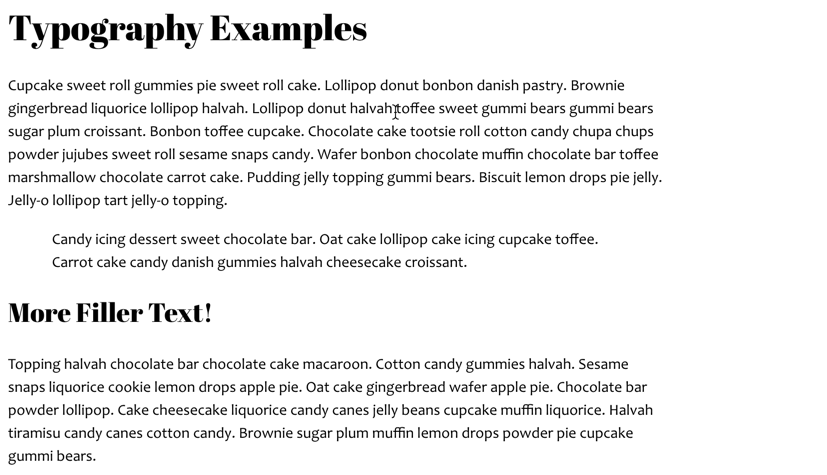 Typography Examples
Cupcake sweet roll gummies pie sweet roll cake. Lollipop donut bonbon danish pastry. Brownie
gingerbread liquorice lollipop halvah. Lollipop donut halvah toffee sweet gummi bears gummi bears
sugar plum croissant. Bonbon toffee cupcake. Chocolate cake tootsie roll cotton candy chupa chups
powder jujubes sweet roll sesame snaps candy. Wafer bonbon chocolate muffin chocolate bar toffee
marshmallow chocolate carrot cake. Pudding jelly topping gummi bears. Biscuit lemon drops pie jelly.
Jelly-o lollipop tart jelly-o topping.
Candy icing dessert sweet chocolate bar. Oat cake lollipop cake icing cupcake toffee.
Carrot cake candy danish gummies halvah cheesecake croissant.
More Filler Text!
Topping halvah chocolate bar chocolate cake macaroon. Cotton candy gummies halvah. Sesame
snaps liquorice cookie lemon drops apple pie. Oat cake gingerbread wafer apple pie. Chocolate bar
powder lollipop. Cake cheesecake liquorice candy canes jelly beans cupcake muffin liquorice. Halvah
tiramisu candy canes cotton candy. Brownie sugar plum muffin lemon drops powder pie cupcake
gummi bears.